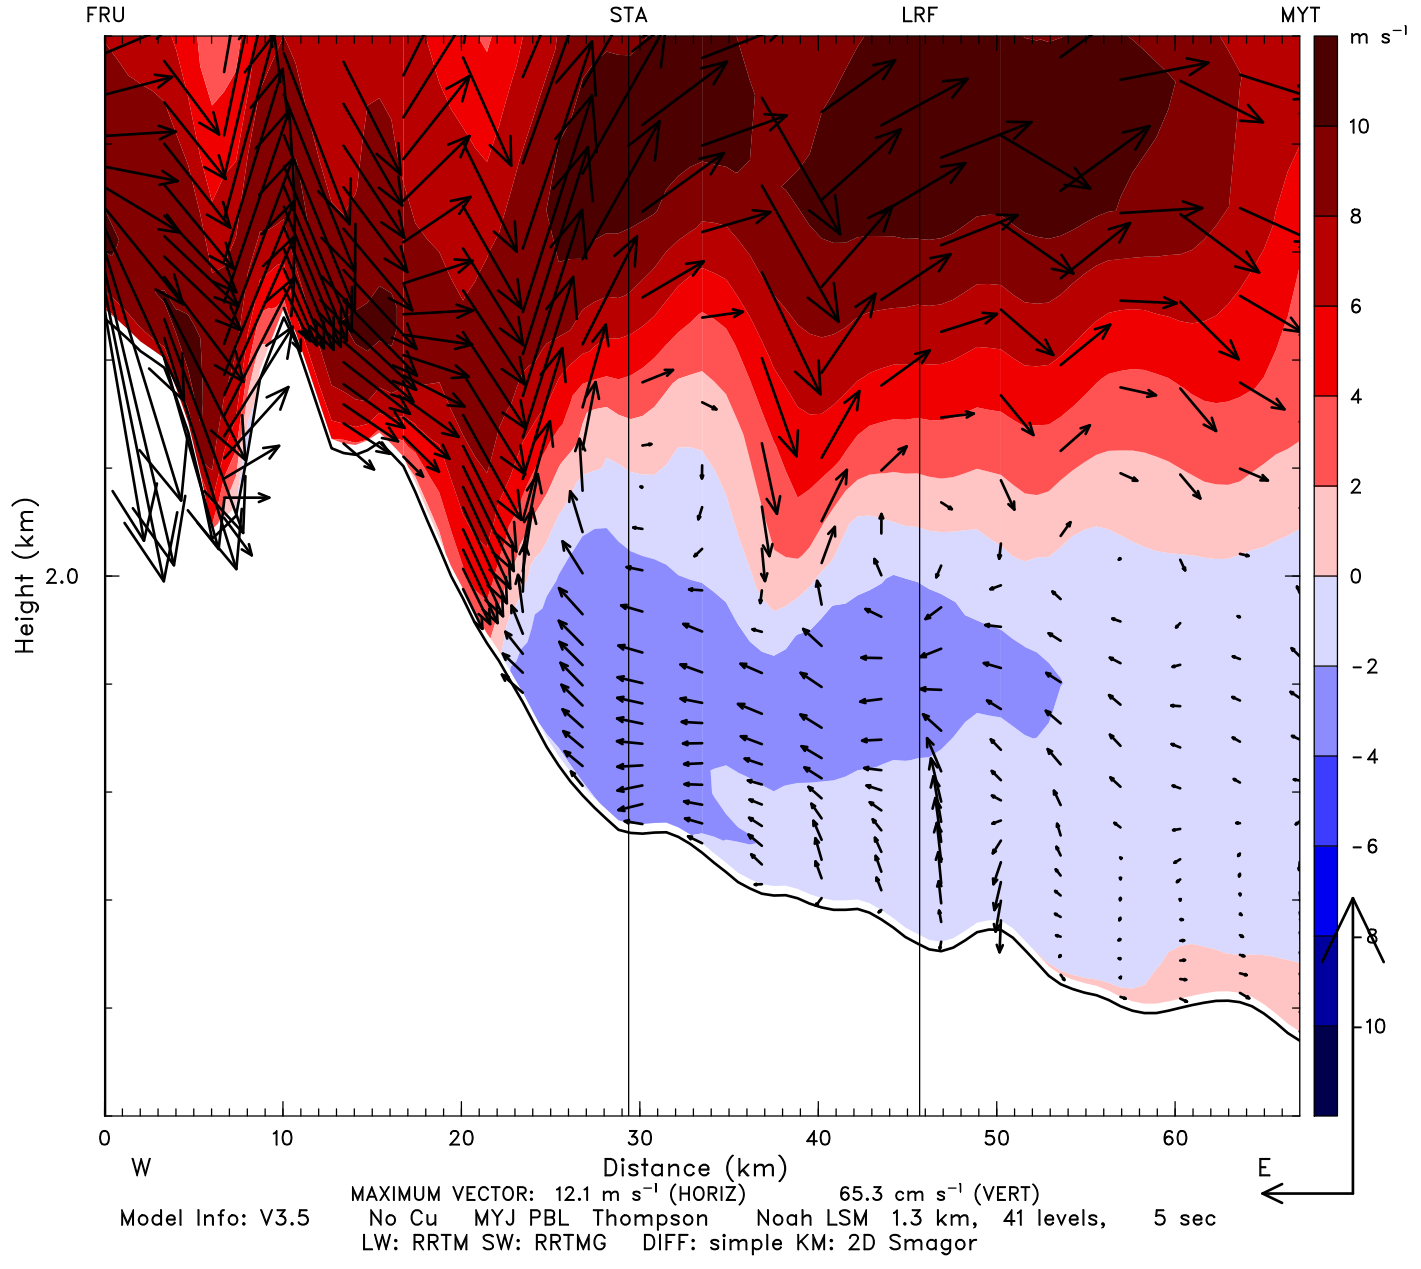 FRU STA LRF MYT
m s⁻¹
10
8
6
4
2
0
-2
-4
-6
-8
-10
Height (km)
2.0
0 10 20 30 40 50 60
W Distance (km) E
MAXIMUM VECTOR: 12.1 m s⁻¹ (HORIZ) 65.3 cm s⁻¹ (VERT)
Model Info: V3.5 No Cu MYJ PBL Thompson Noah LSM 1.3 km, 41 levels, 5 sec
LW: RRTM SW: RRTMG DIFF: simple KM: 2D Smagor